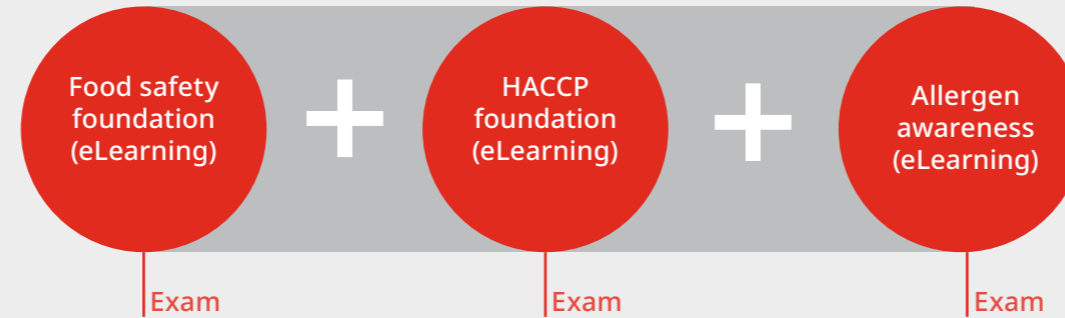 Food safety
foundation
(eLearning)
HACCP
foundation
(eLearning)
Allergen
awareness
(eLearning)
Exam
Exam
Exam